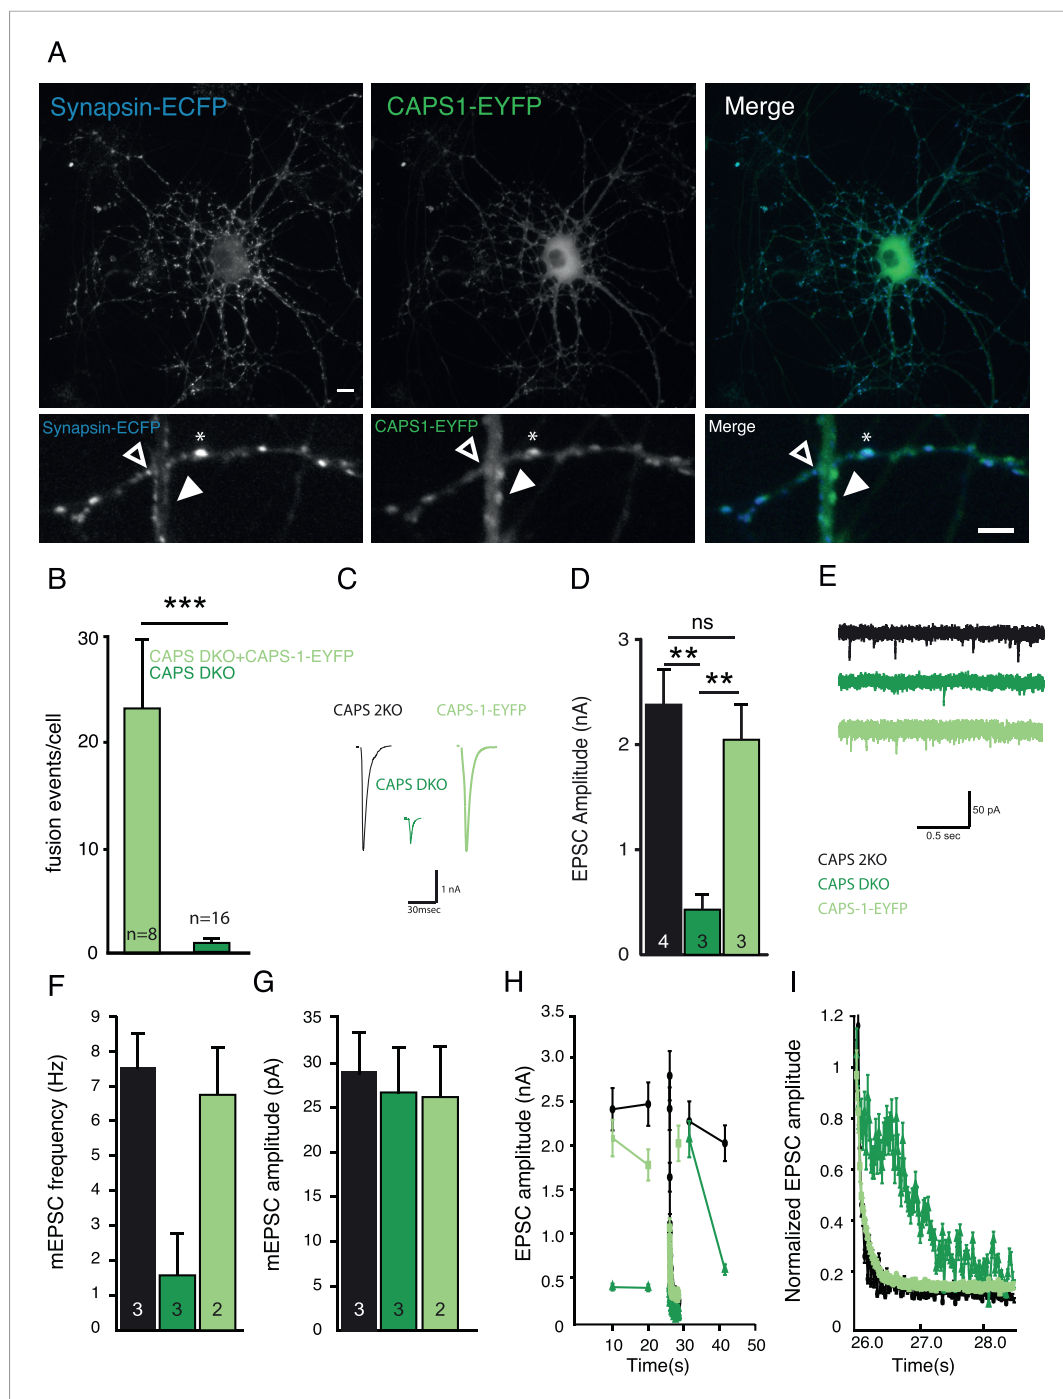 A
Synapsin-ECFP
CAPS1-EYFP
Merge
Synapsin-ECFP
*
CAPS1-EYFP
*
Merge
*
B
***
30
20
10
0
fusion events/cell
CAPS DKO+CAPS-1-EYFP
CAPS DKO
n=8
n=16
C
CAPS 2KO
CAPS-1-EYFP
CAPS DKO
1 nA
30msec
D
ns
**
**
3
2
1
0
EPSC Amplitude (nA)
4
3
3
E
50 pA
0.5 sec
CAPS 2KO
CAPS DKO
CAPS-1-EYFP
F
9
8
7
6
5
4
3
2
1
0
mEPSC frequency (Hz)
3
3
2
G
35
30
25
20
15
10
5
0
mEPSC amplitude (pA)
3
3
2
H
3.5
3.0
2.5
2.0
1.5
1.0
0.5
0
EPSC amplitude (nA)
10
20
30
40
50
Time(s)
I
1.2
1.0
0.8
0.6
0.4
0.2
0
Normalized EPSC amplitude
26.0
27.0
28.0
Time(s)